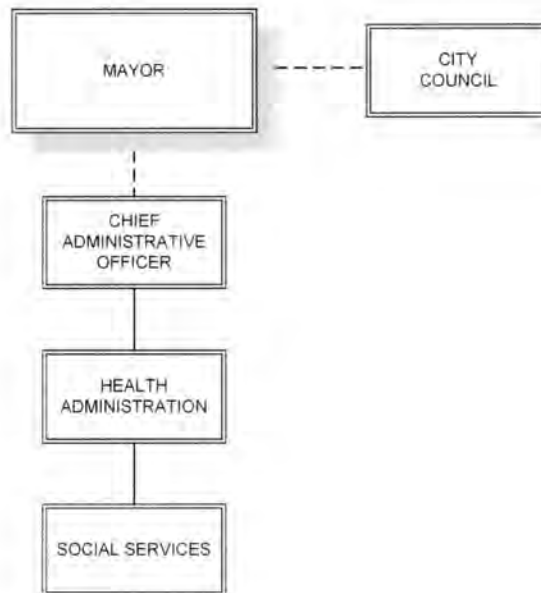 MAYOR
CITY
COUNCIL
CHIEF
ADMINISTRATIVE
OFFICER
HEALTH
ADMINISTRATION
SOCIAL SERVICES